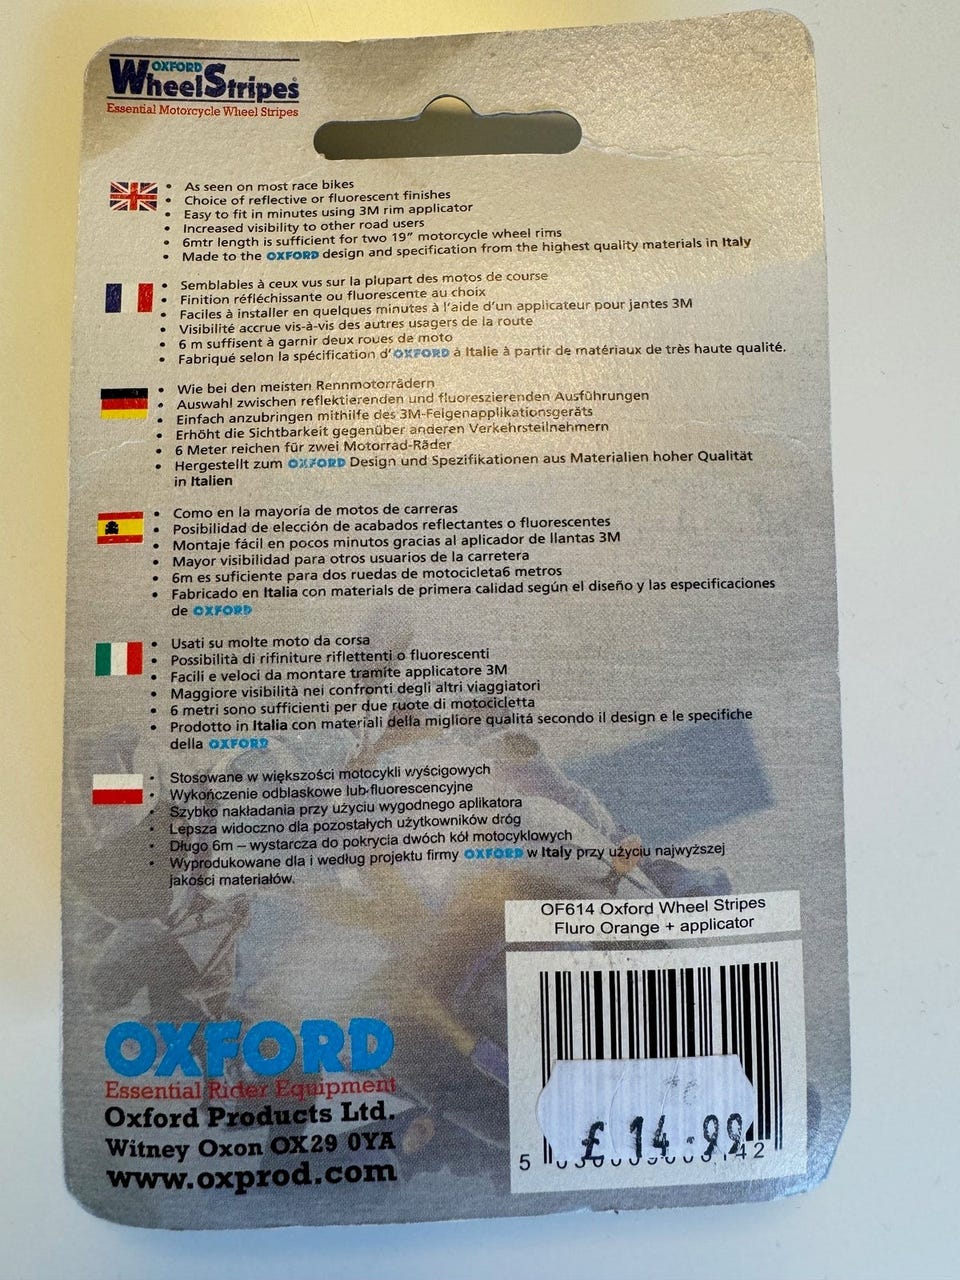 OXFORD
WheelStripes
Essential Motorcycle Wheel Stripes
• As seen on most race bikes
• Choice of reflective or fluorescent finishes
• Easy to fit in minutes using 3M rim applicator
• Increased visibility to other road users
• 6mtr length is sufficient for two 19" motorcycle wheel rims
• Made to the OXFORD design and specification from the highest quality materials in Italy
• Semblables à ceux vus sur la plupart des motos de course
• Finition réfléchissante ou fluorescente au choix
• Faciles à installer en quelques minutes à l'aide d'un applicateur pour jantes 3M
• Visibilité accrue vis-à-vis des autres usagers de la route
• 6 m suffisent à garnir deux roues de moto
• Fabriqué selon la spécification d'OXFORD à Italie à partir de matériaux de très haute qualité.
• Wie bei den meisten Rennmotorrädern
• Auswahl zwischen reflektierenden und fluoreszierenden Ausführungen
• Einfach anzubringen mithilfe des 3M-Felgenapplikationsgeräts
• Erhöht die Sichtbarkeit gegenüber anderen Verkehrsteilnehmern
• 6 Meter reichen für zwei Motorrad-Räder
• Hergestellt zum OXFORD Design und Spezifikationen aus Materialien hoher Qualität
in Italien
• Como en la mayoría de motos de carreras
• Posibilidad de elección de acabados reflectantes o fluorescentes
• Montaje fácil en pocos minutos gracias al aplicador de llantas 3M
• Mayor visibilidad para otros usuarios de la carretera
• 6m es suficiente para dos ruedas de motocicleta6 metros
• Fabricado en Italia con materials de primera calidad según el diseño y las especificaciones
de OXFORD
• Usati su molte moto da corsa
• Possibilità di rifiniture riflettenti o fluorescenti
• Facili e veloci da montare tramite applicatore 3M
• Maggiore visibilità nei confronti degli altri viaggiatori
• 6 metri sono sufficienti per due ruote di motocicletta
• Prodotto in Italia con materiali della migliore qualitá secondo il design e le specifiche
della OXFORD
• Stosowane w większości motocykli wyścigowych
• Wykończenie odblaskowe lub fluorescencyjne
• Szybko nakładania przy użyciu wygodnego aplikatora
• Lepsza widoczno dla pozostałych użytkowników dróg
• Długo 6m – wystarcza do pokrycia dwóch kół motocyklowych
• Wyprodukowane dla i według projektu firmy OXFORD w Italy przy użyciu najwyższej
jakości materiałów.
OF614 Oxford Wheel Stripes
Fluro Orange + applicator
£ 14.99
5
42
OXFORD
Essential Rider Equipment
Oxford Products Ltd.
Witney Oxon OX29 0YA
www.oxprod.com